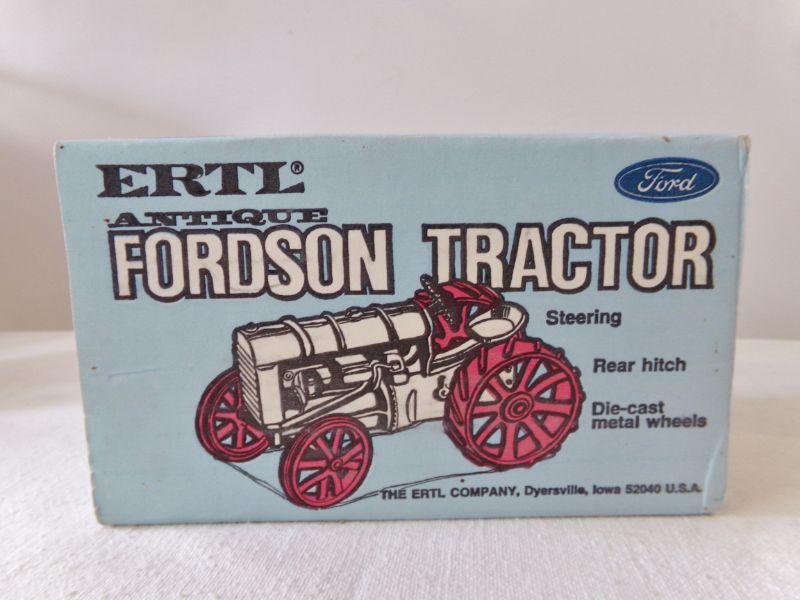 ERTL®
Ford
ANTIQUE
FORDSON TRACTOR
Steering
Rear hitch
Die-cast
metal wheels
THE ERTL COMPANY, Dyersville, Iowa 52040 U.S.A.